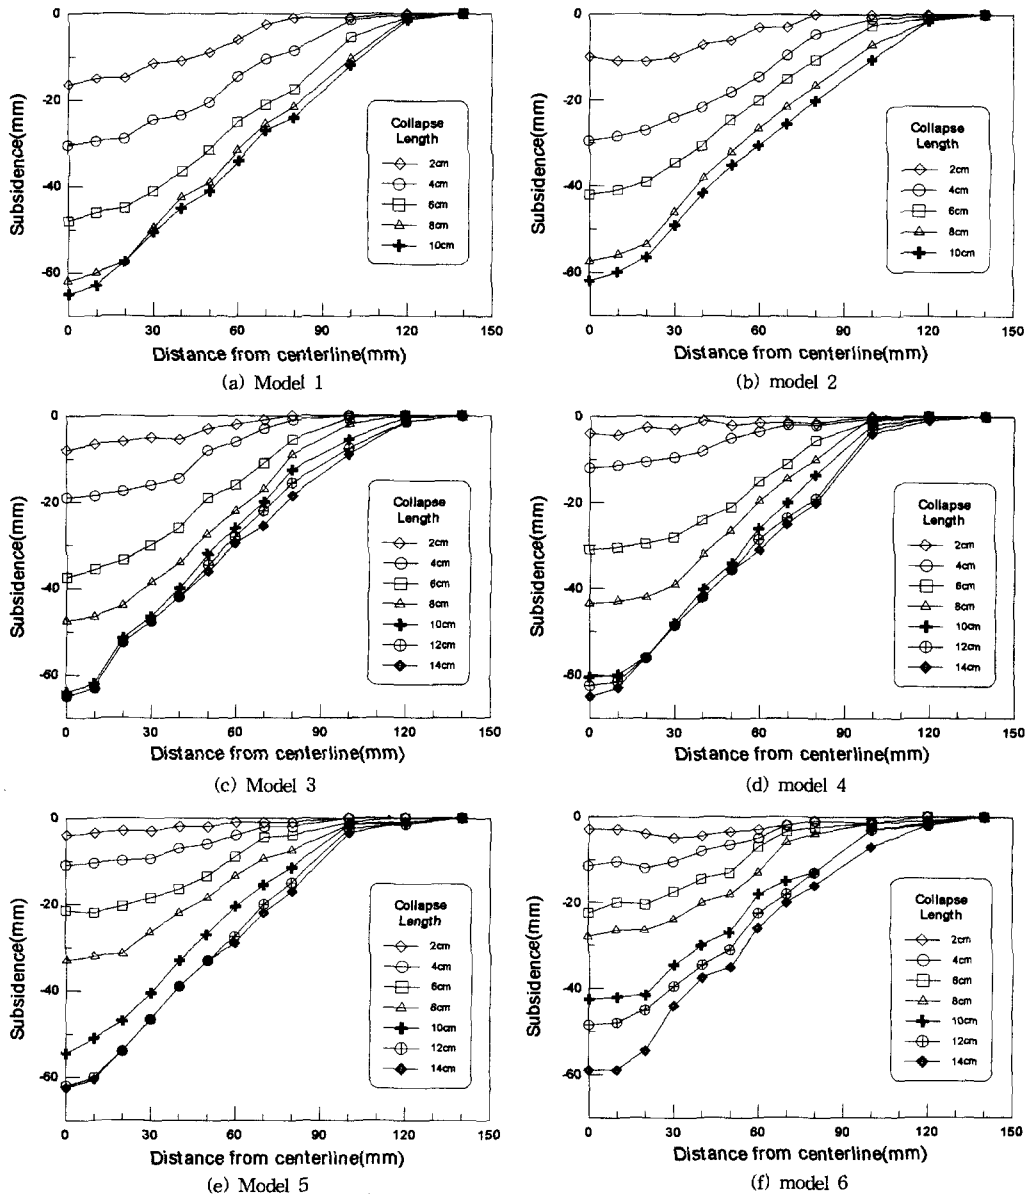 0
-20
-40
-60
Subsidence(mm)
Collapse
Length
2cm
4cm
6cm
8cm
10cm
0 30 60 90 120 150
Distance from centerline(mm)
(a) Model 1
0
-20
-40
-60
Subsidence(mm)
Collapse
Length
2cm
4cm
6cm
8cm
10cm
0 30 60 90 120 150
Distance from centerline(mm)
(b) model 2
0
-20
-40
-60
Subsidence(mm)
Collapse
Length
2cm
4cm
6cm
8cm
10cm
12cm
14cm
0 30 60 90 120 150
Distance from centerline(mm)
(c) Model 3
0
-20
-40
-60
Subsidence(mm)
Collapse
Length
2cm
4cm
6cm
8cm
10cm
12cm
14cm
0 30 60 90 120 150
Distance from centerline(mm)
(d) model 4
0
-20
-40
-60
Subsidence(mm)
Collapse
Length
2cm
4cm
6cm
8cm
10cm
12cm
14cm
0 30 60 90 120 150
Distance from centerline(mm)
(e) Model 5
0
-20
-40
-60
Subsidence(mm)
Collapse
Length
2cm
4cm
6cm
8cm
10cm
12cm
14cm
0 30 60 90 120 150
Distance from centerline(mm)
(f) model 6